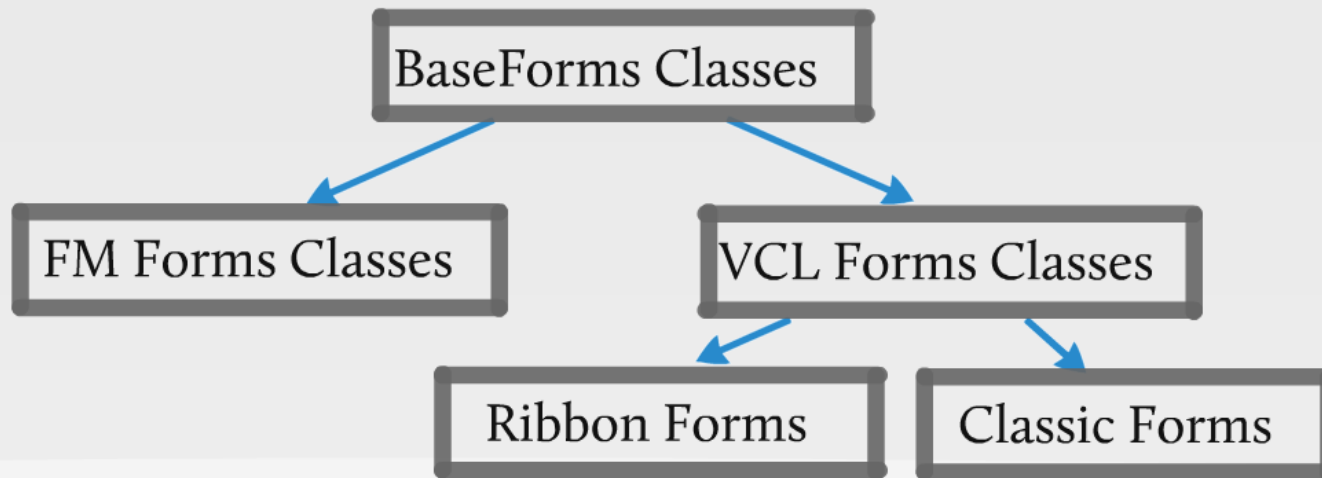 BaseForms Classes
FM Forms Classes
VCL Forms Classes
Ribbon Forms
Classic Forms